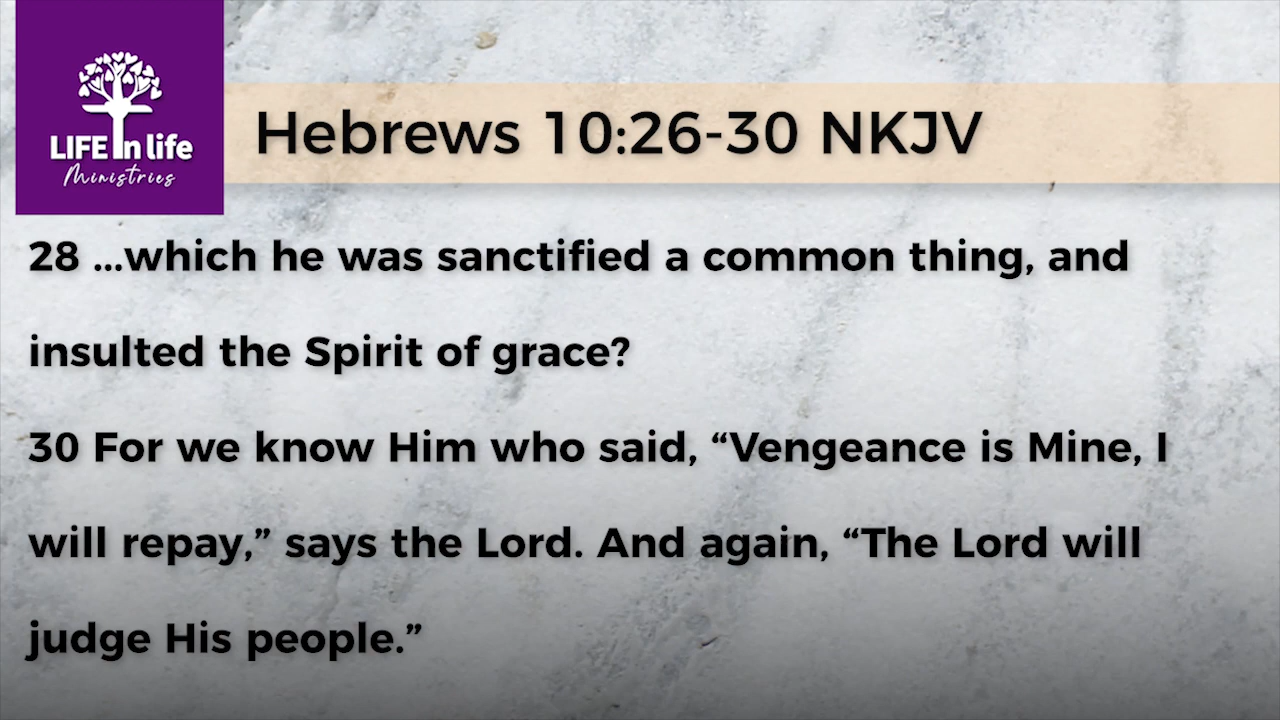 LIFE in life
Ministries
Hebrews 10:26-30 NKJV
28 ...which he was sanctified a common thing, and
insulted the Spirit of grace?
30 For we know Him who said, “Vengeance is Mine, I
will repay,” says the Lord. And again, “The Lord will
judge His people.”